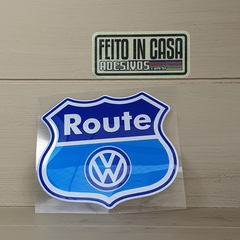 FEITO IN CASA
ADESIVOS
Route
VW